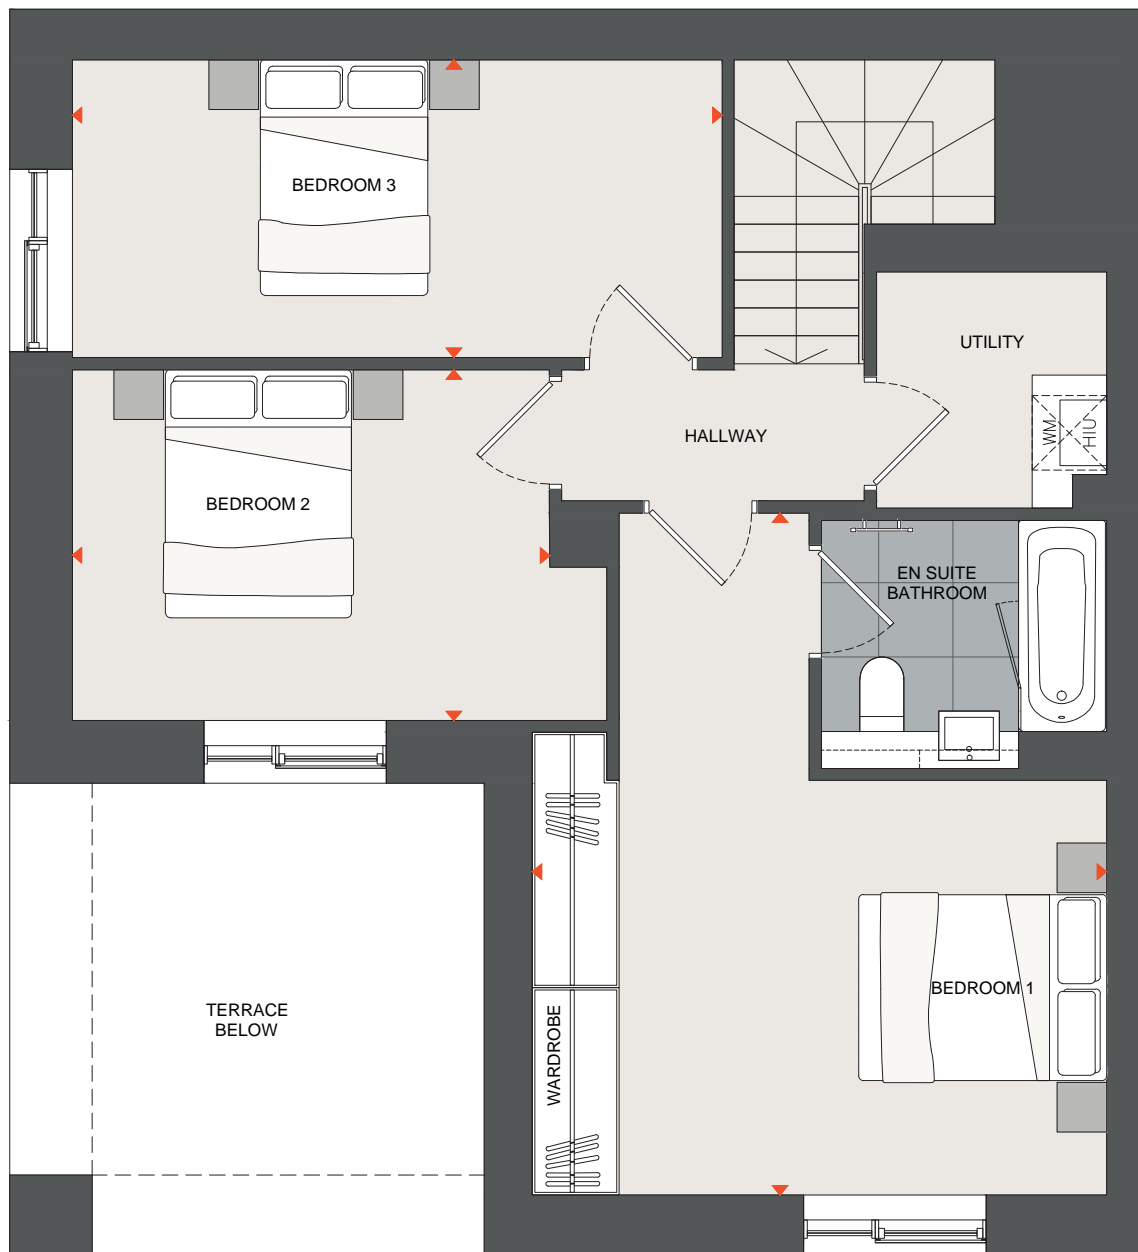 BEDROOM 3
UTILITY
WM
HIU
HALLWAY
BEDROOM 2
EN SUITE
BATHROOM
BEDROOM 1
TERRACE
BELOW
WARDROBE